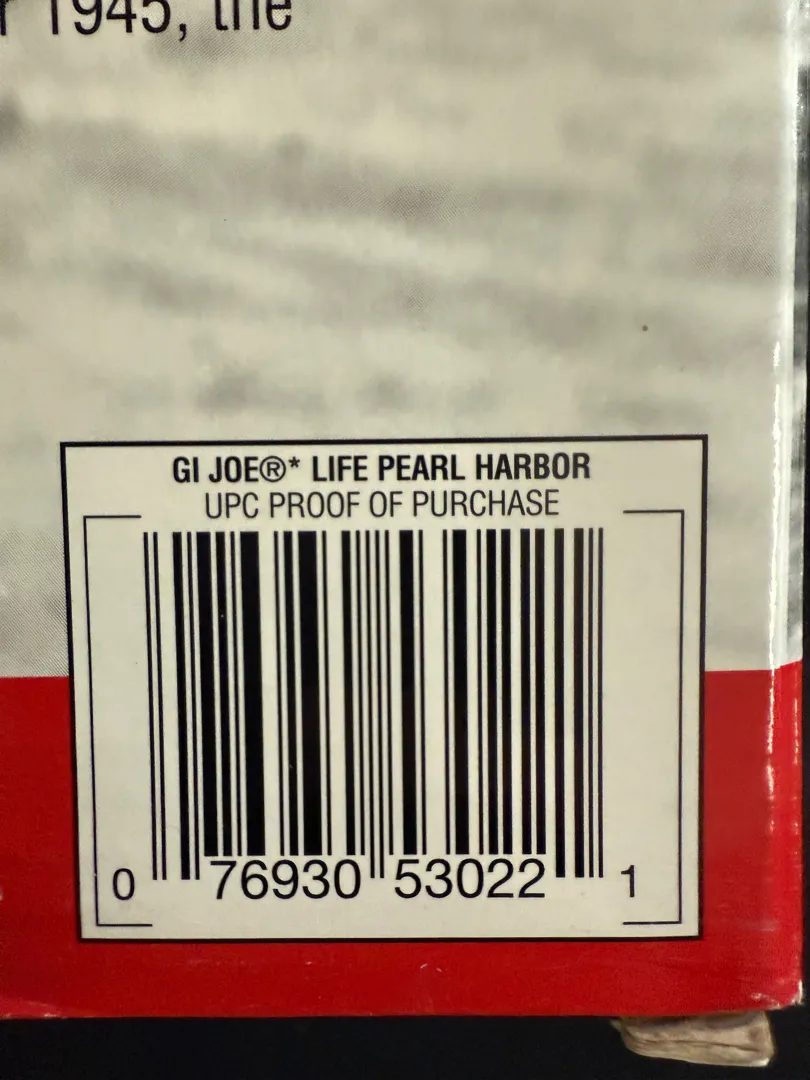 r 1945, the
GI JOE®* LIFE PEARL HARBOR
UPC PROOF OF PURCHASE
0 76930 53022 1